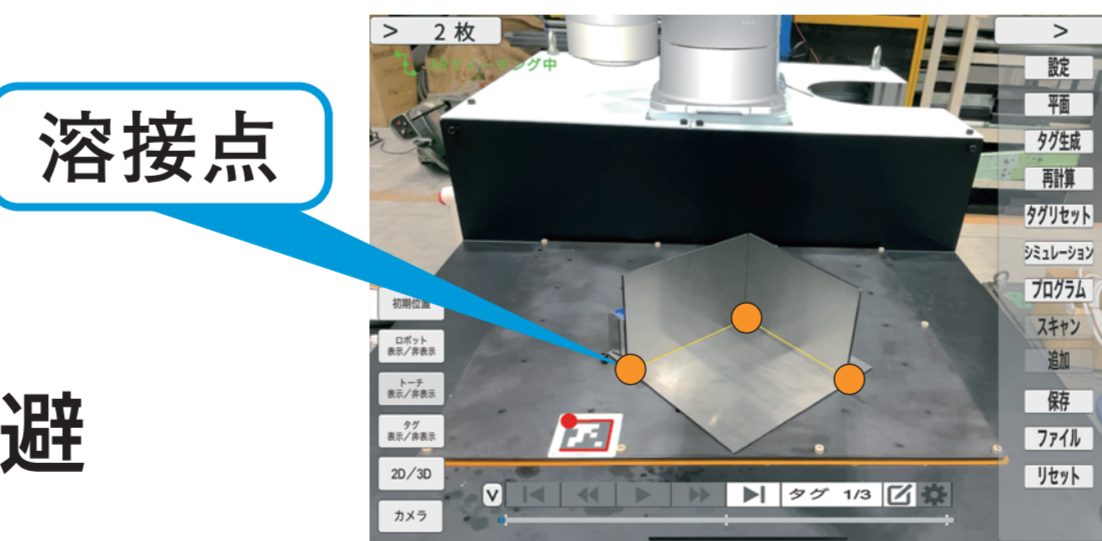 > 2 枚
>
ング中
設定
平面
タグ生成
再計算
タグリセット
シミュレーション
プログラム
スキャン
追加
保存
ファイル
リセット
溶接点
避
初期位置
ロボット
表示/非表示
トーチ
表示/非表示
タグ
表示/非表示
2D/3D
カメラ
V
タグ 1/3